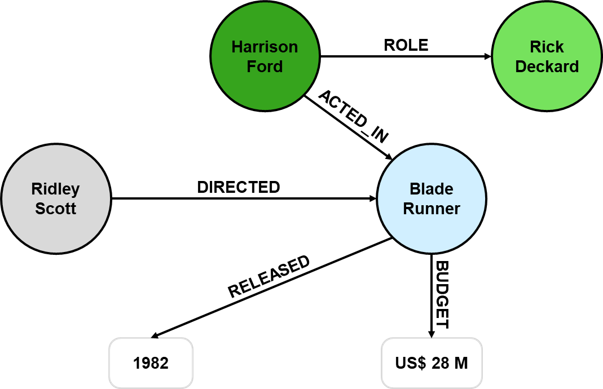 Harrison
Ford
ROLE
Rick
Deckard
ACTED_IN
Ridley
Scott
DIRECTED
Blade
Runner
RELEASED
BUDGET
1982
US$ 28 M